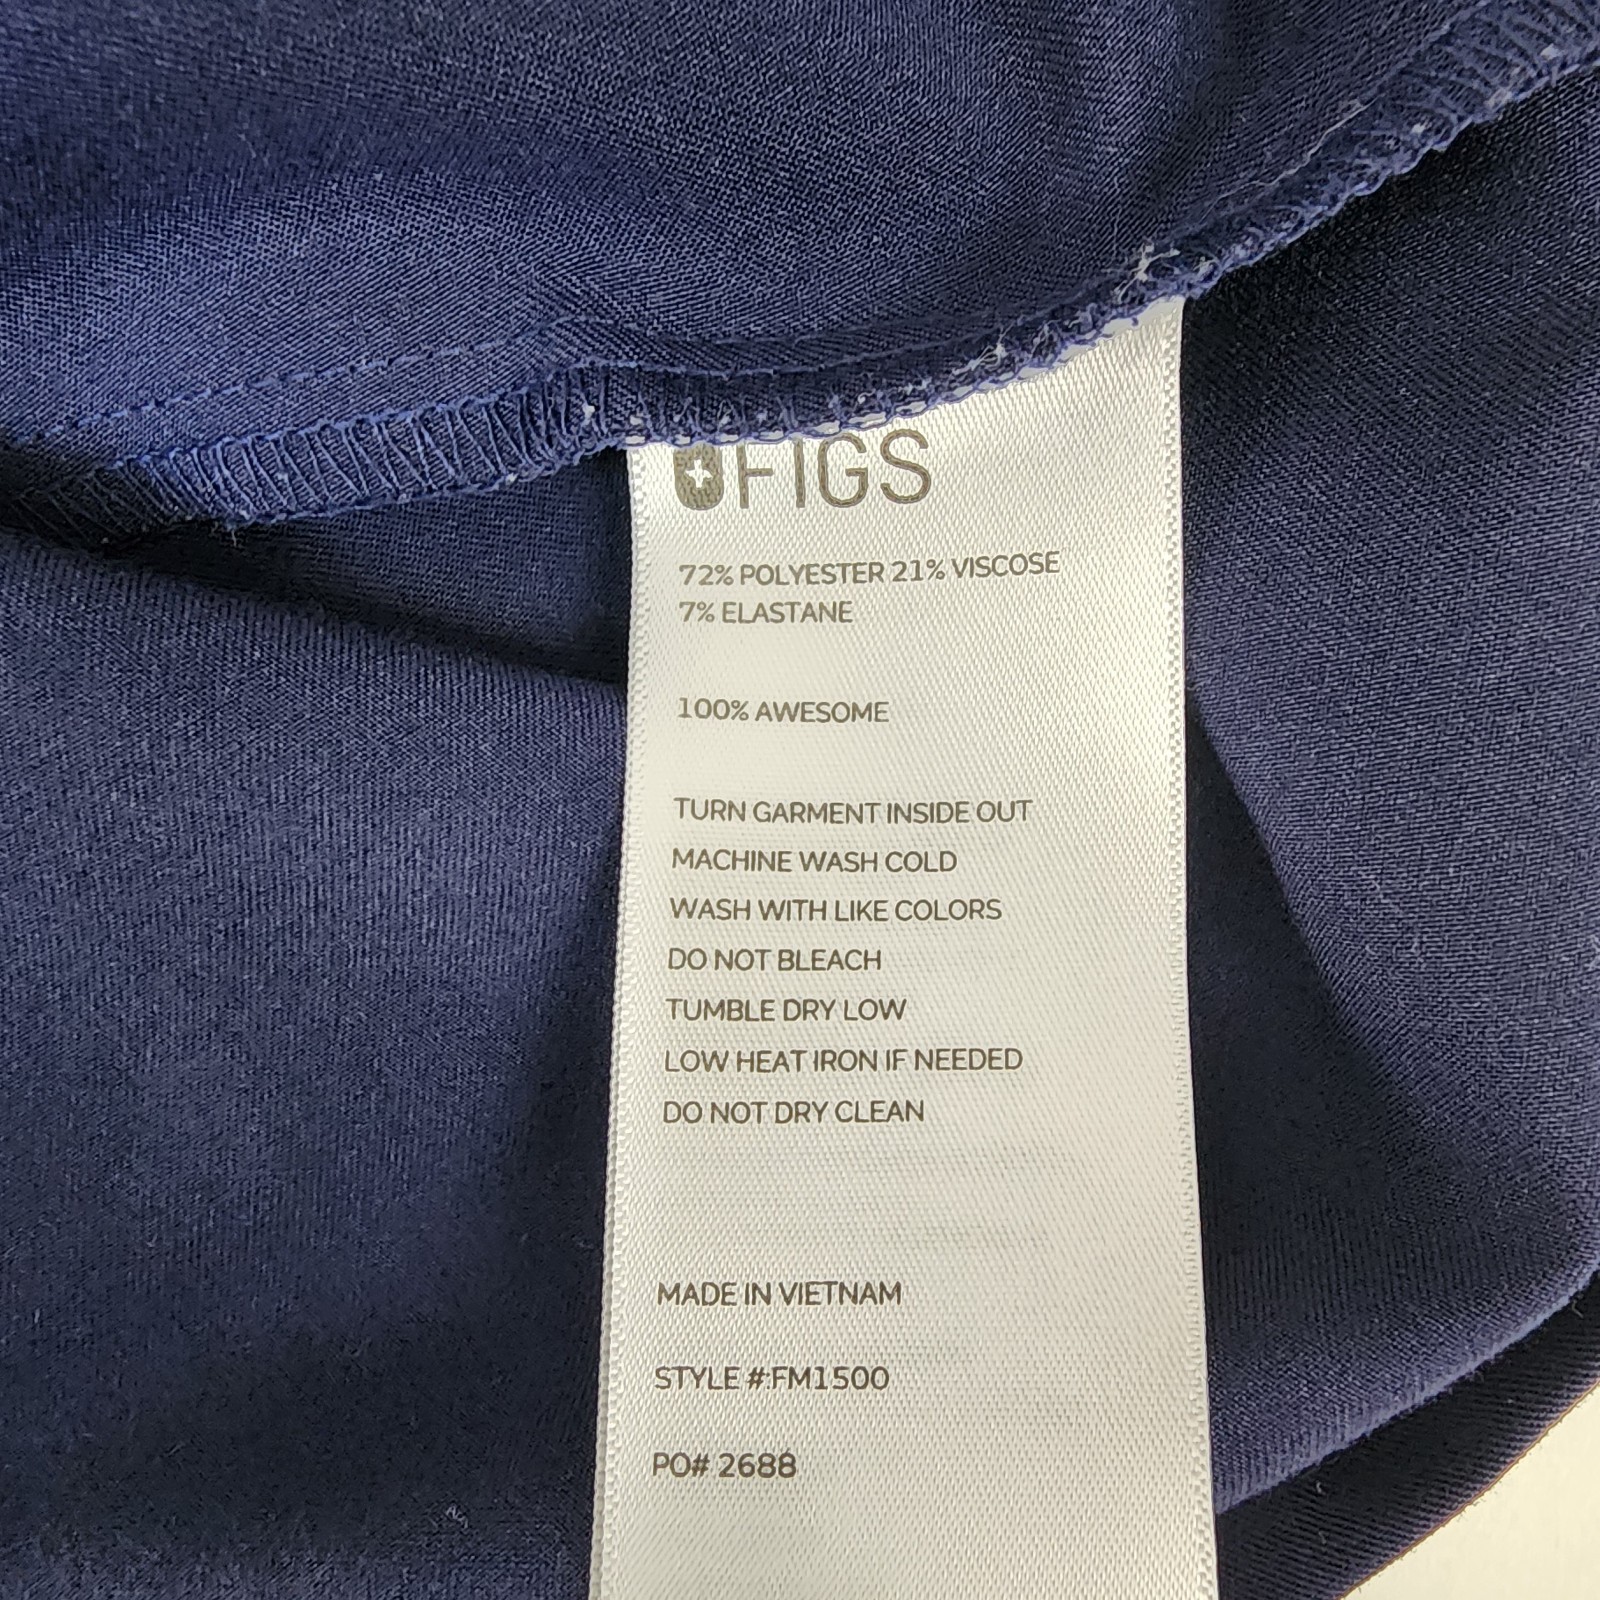 FIGS
72% POLYESTER 21% VISCOSE
7% ELASTANE
100% AWESOME
TURN GARMENT INSIDE OUT
MACHINE WASH COLD
WASH WITH LIKE COLORS
DO NOT BLEACH
TUMBLE DRY LOW
LOW HEAT IRON IF NEEDED
DO NOT DRY CLEAN
MADE IN VIETNAM
STYLE #:FM1500
PO# 2688